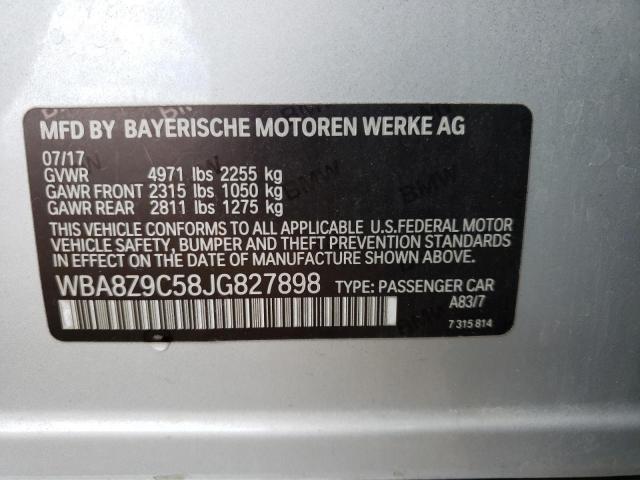 MFD BY BAYERISCHE MOTOREN WERKE AG
07/17
GVWR 4971 lbs 2255 kg
GAWR FRONT 2315 lbs 1050 kg
GAWR REAR 2811 lbs 1275 kg
THIS VEHICLE CONFORMS TO ALL APPLICABLE U.S.FEDERAL MOTOR
VEHICLE SAFETY, BUMPER AND THEFT PREVENTION STANDARDS
IN EFFECT ON THE DATE OF MANUFACTURE SHOWN ABOVE.
WBA8Z9C58JG827898 TYPE: PASSENGER CAR
A83/7
7 315 814